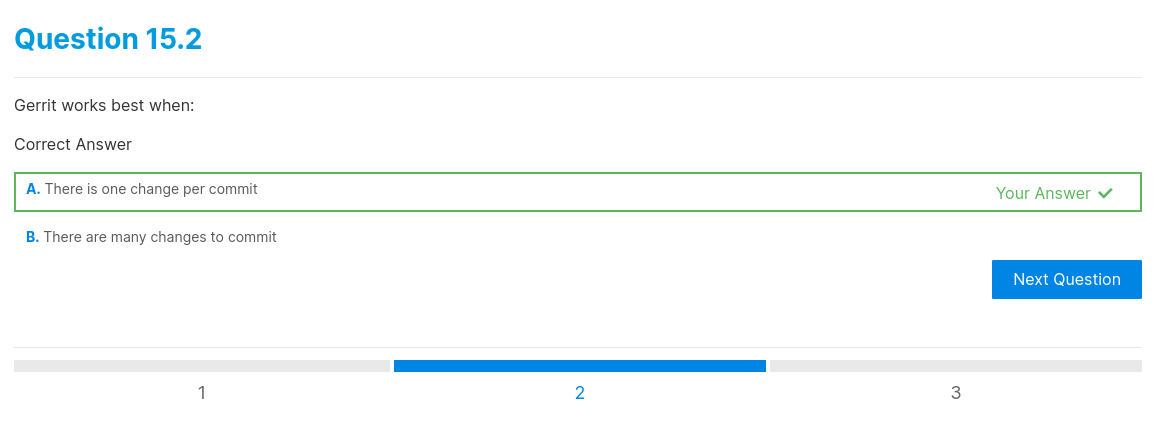 Question 15.2
Gerrit works best when:
Correct Answer
A. There is one change per commit
Your Answer
B. There are many changes to commit
Next Question
1
2
3